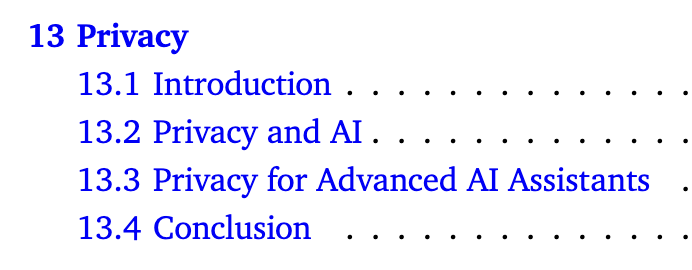 13 Privacy
13.1 Introduction . . . . . . . . . . . . . .
13.2 Privacy and AI . . . . . . . . . . . . .
13.3 Privacy for Advanced AI Assistants .
13.4 Conclusion . . . . . . . . . . . . . .